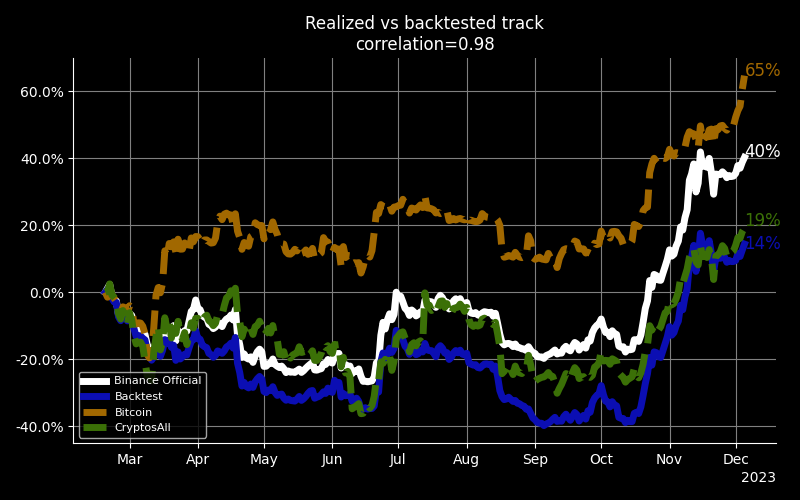 Realized vs backtested track
correlation=0.98
60.0%
40.0%
20.0%
0.0%
-20.0%
-40.0%
65%
40%
19%
14%
Binance Official
Backtest
Bitcoin
CryptosAll
Mar Apr May Jun Jul Aug Sep Oct Nov Dec
2023